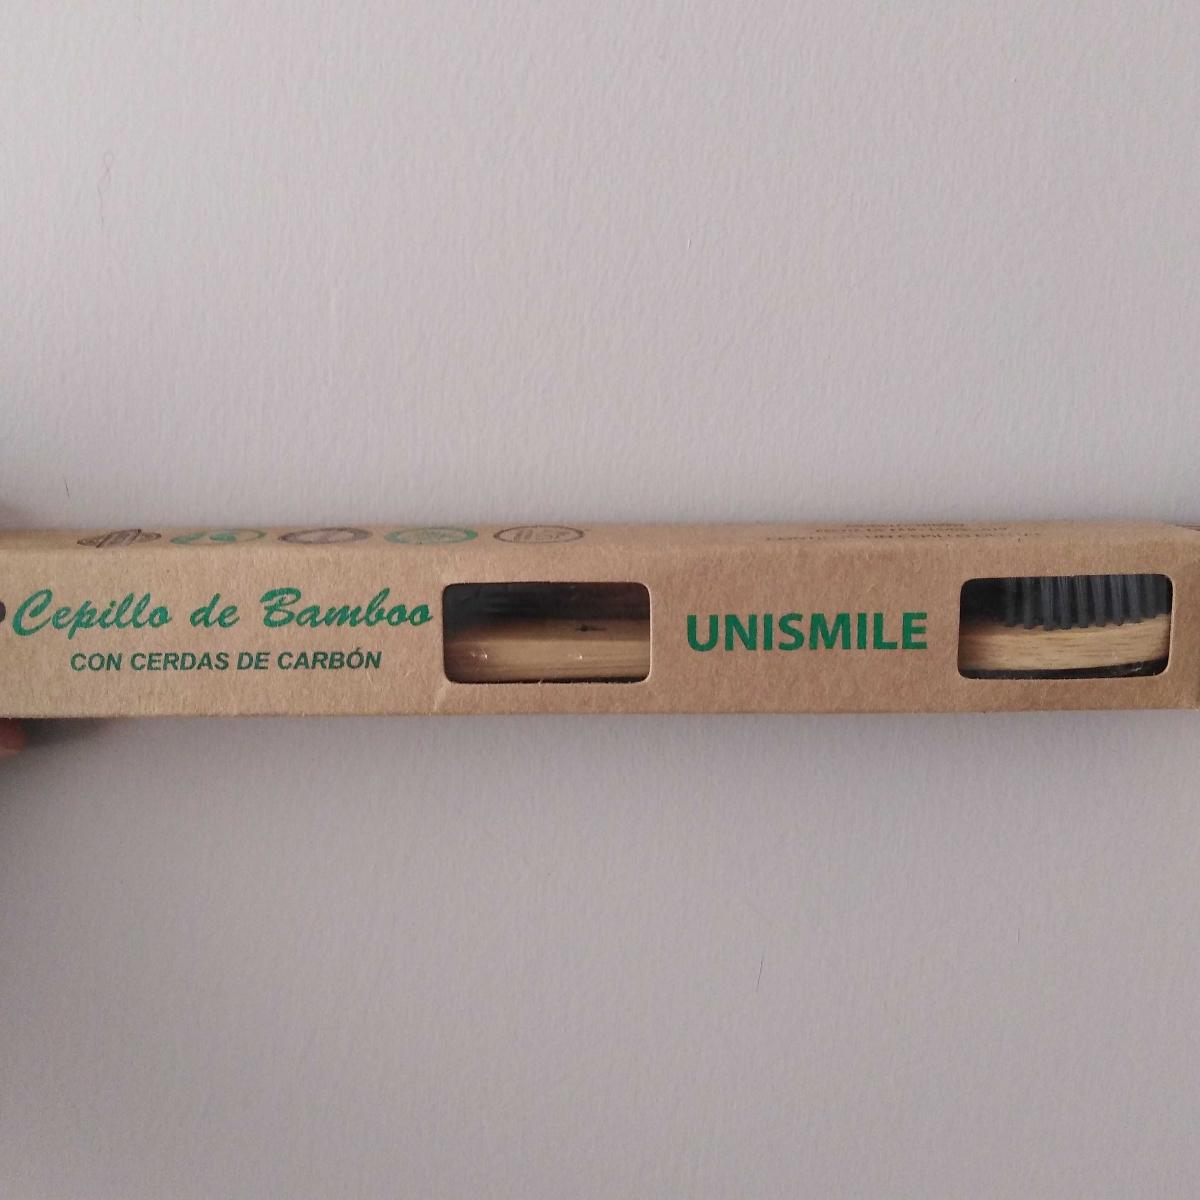 Cepillo de Bamboo
CON CERDAS DE CARBÓN
UNISMILE